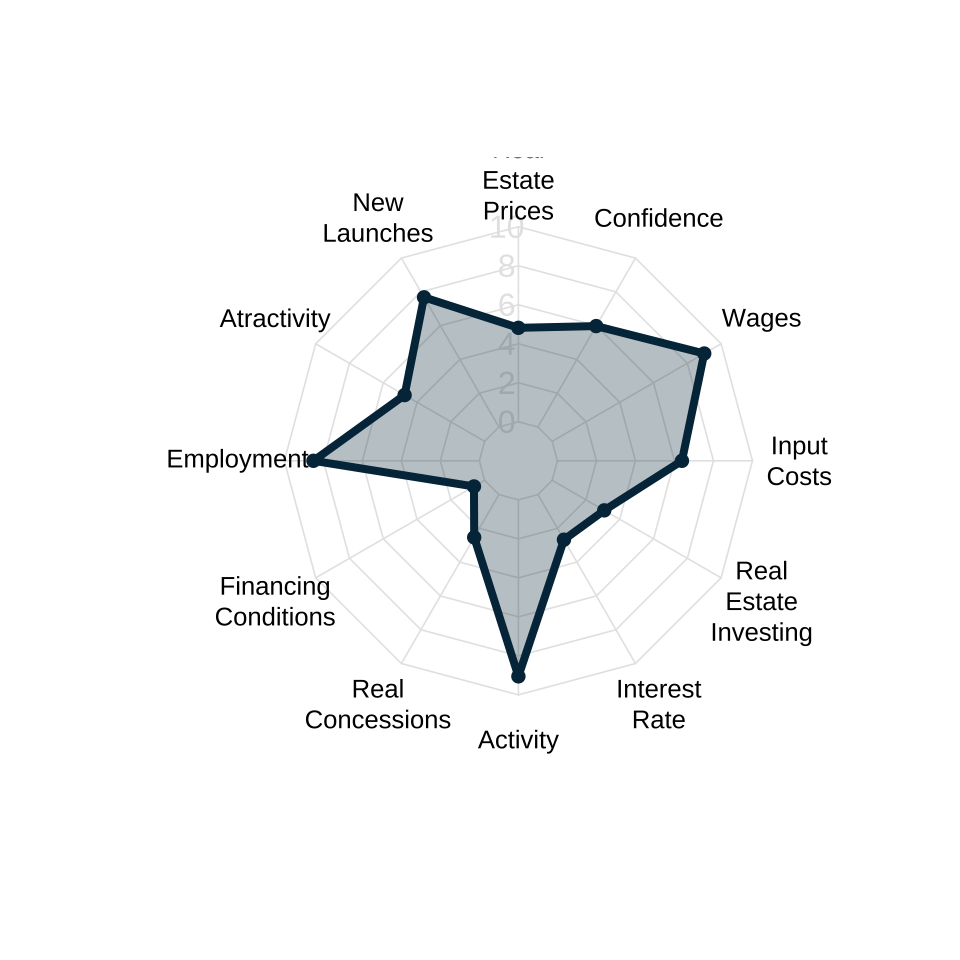 Estate
Prices
Confidence
Wages
Input
Costs
Real
Estate
Investing
Interest
Rate
Activity
Real
Concessions
Financing
Conditions
Employment
Atractivity
New
Launches
10
8
6
4
2
0